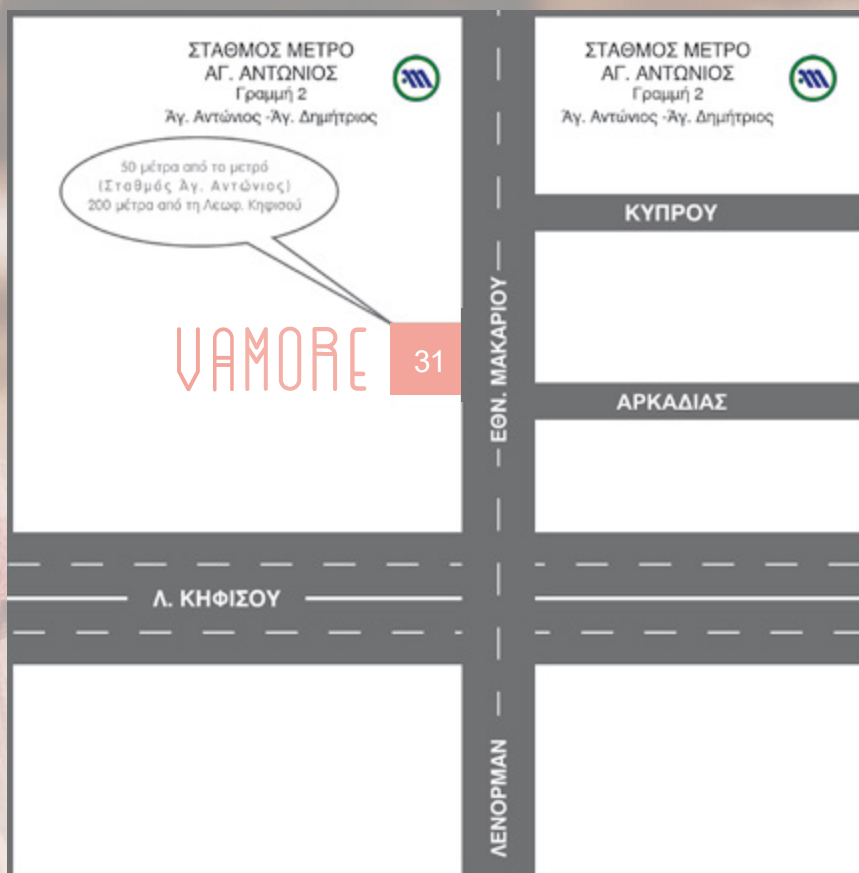 ΣΤΑΘΜΟΣ ΜΕΤΡΟ
ΑΓ. ΑΝΤΩΝΙΟΣ
Γραμμή 2
Άγ. Αντώνιος -Άγ. Δημήτριος
50 μέτρα από το μετρό
(Σταθμός Άγ. Αντώνιος)
200 μέτρα από τη Λεωφ. Κηφισού
VAMORE
31
ΣΤΑΘΜΟΣ ΜΕΤΡΟ
ΑΓ. ΑΝΤΩΝΙΟΣ
Γραμμή 2
Άγ. Αντώνιος -Άγ. Δημήτριος
ΚΥΠΡΟΥ
ΕΘΝ. ΜΑΚΑΡΙΟΥ
ΑΡΚΑΔΙΑΣ
Λ. ΚΗΦΙΣΟΥ
ΛΕΝΟΡΜΑΝ